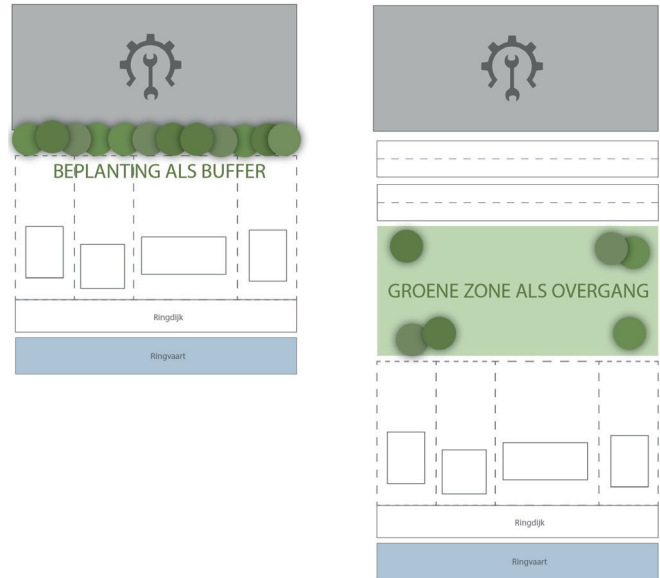 BEPLANTING ALS BUFFER
Ringdijk
Ringvaart
GROENE ZONE ALS OVERGANG
Ringdijk
Ringvaart